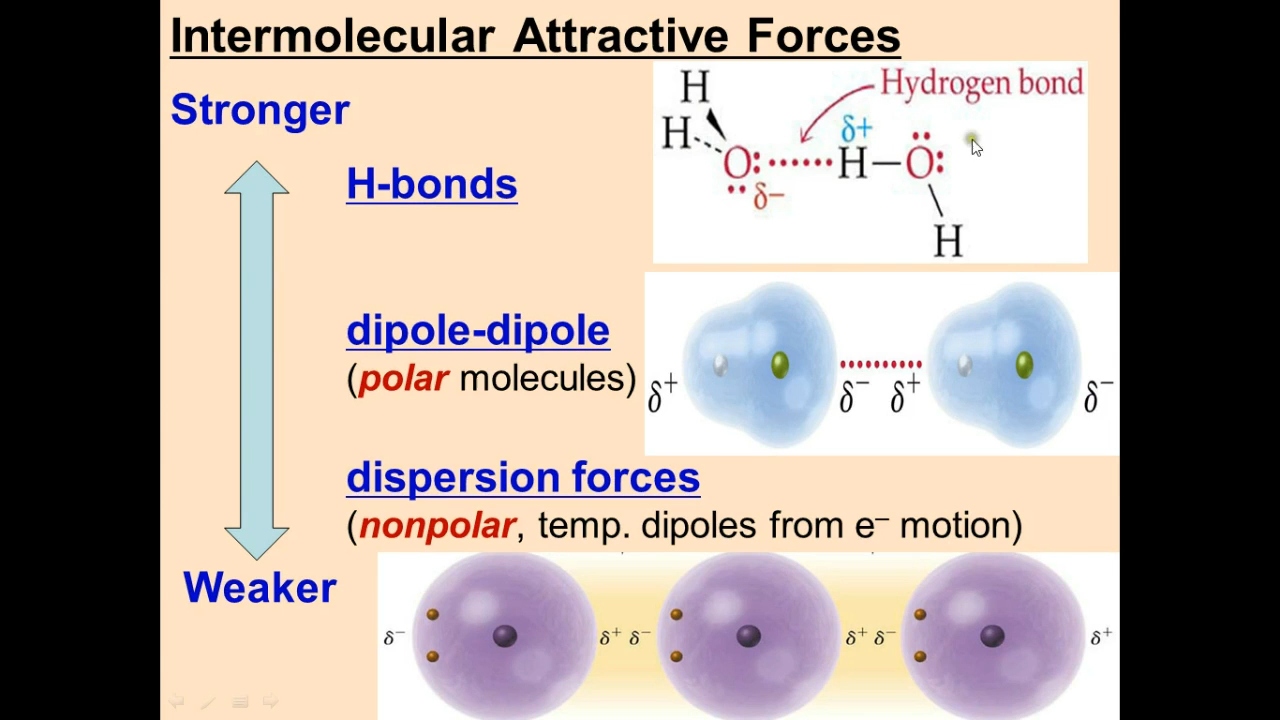 Intermolecular Attractive Forces
Stronger
H-bonds
Hydrogen bond
H
H
O
δ−
δ+
H
O
H
dipole-dipole
(polar molecules)
δ+ δ− δ+ δ−
dispersion forces
(nonpolar, temp. dipoles from e– motion)
Weaker
δ− δ+ δ− δ+ δ− δ+